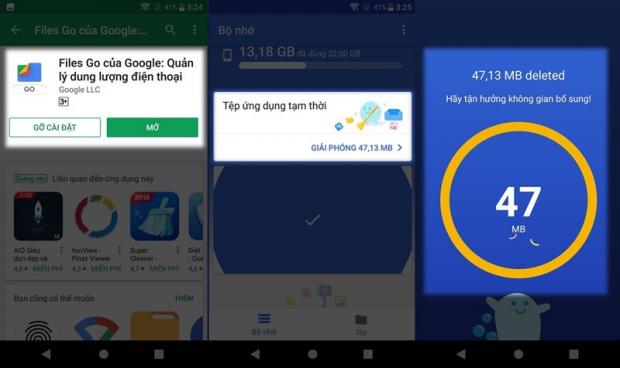 41% 3:24
Files Go của Google:...
GO
Files Go của Google: Quản
lý dung lượng điện thoại
Google LLC
3+
GỠ CÀI ĐẶT
MỞ
Quảng cáo Liên quan đến ứng dụng này
2018
AIO Siêu
dọn dẹp và
4,6★ MIỄN PHÍ
fooView -
Float Viewer
4,5★ MIỄN PHÍ
2018
Super
Cleaner -
4,7★ MIỄN PHÍ
Diệt
- Qu
4,8★
Bạn cũng có thể muốn THÊM
41% 3:25
Bộ nhớ
13,18 GB đã dùng 32,00 GB
Tệp ứng dụng tạm thời
GIẢI PHÓNG 47,13 MB
Bộ nhớ
Tệp
47,13 MB deleted
Hãy tận hưởng không gian bổ sung!
47
MB